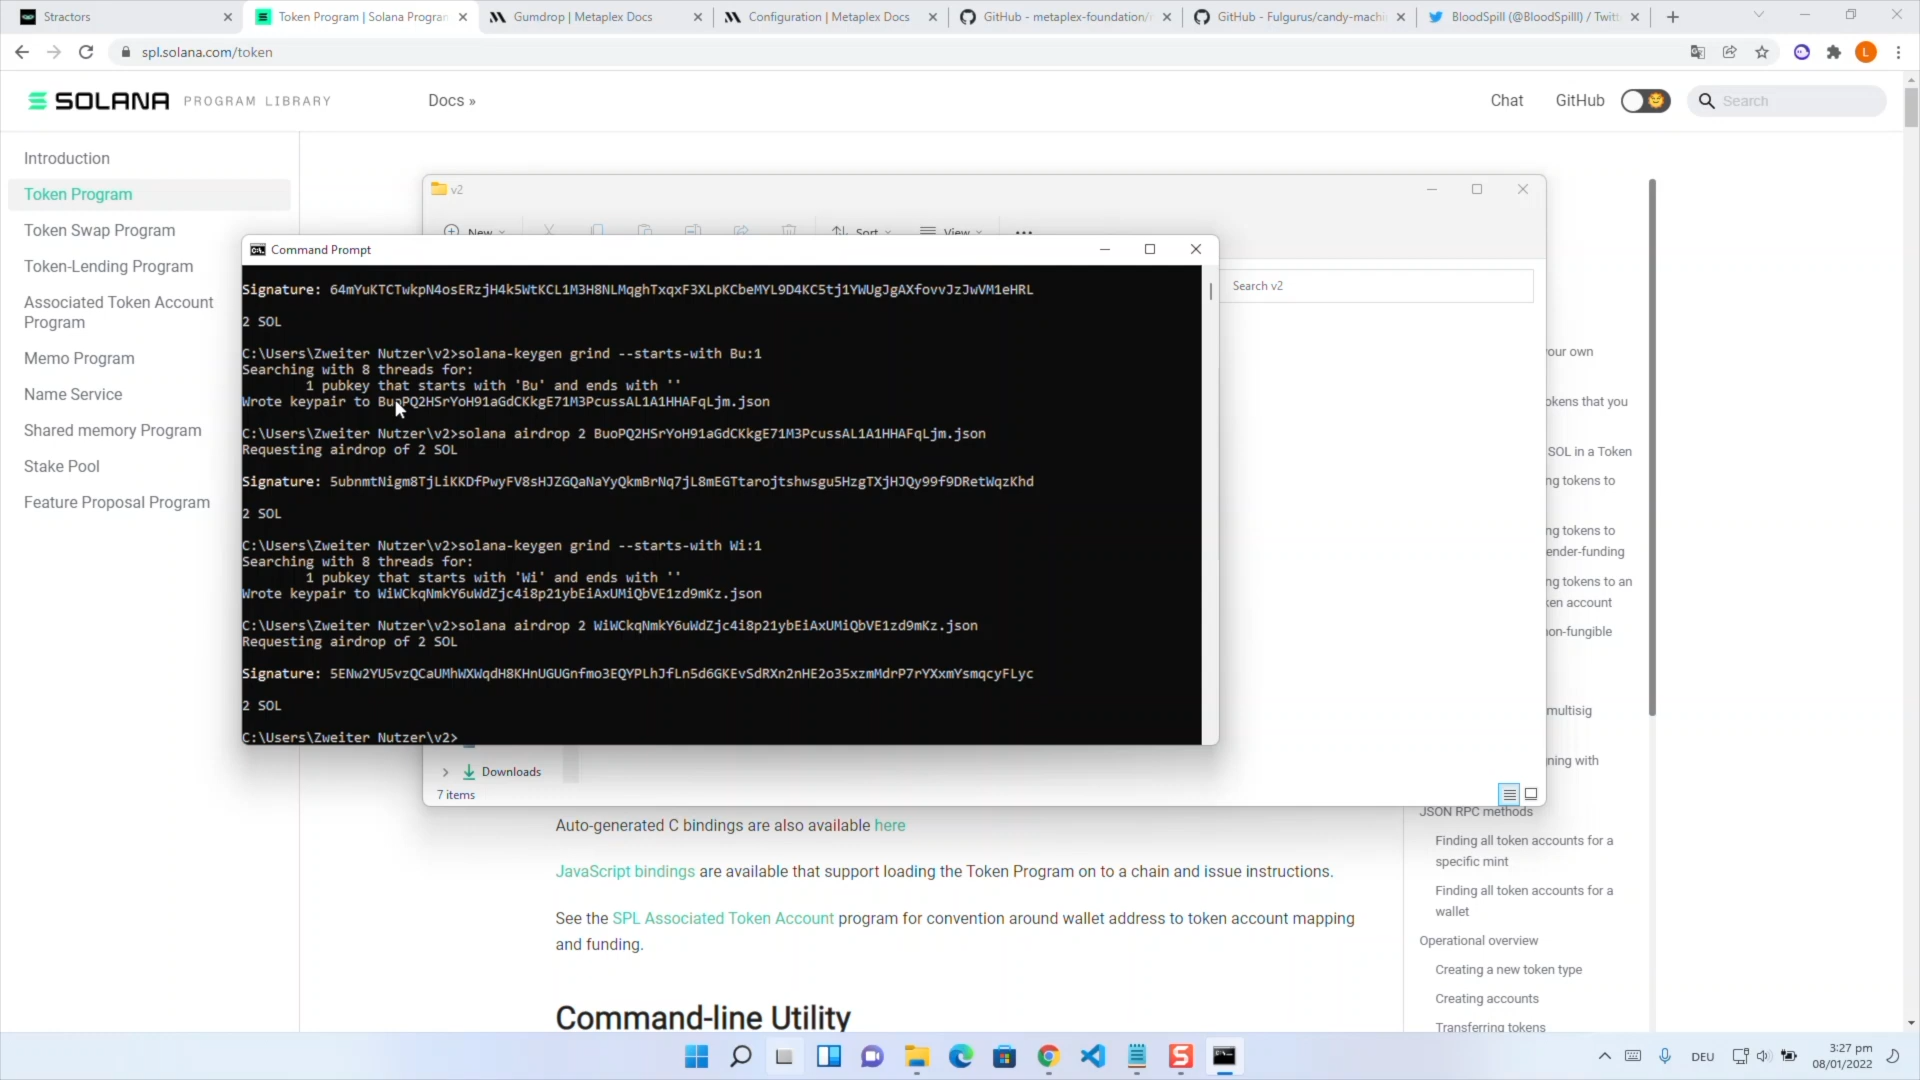 Stractors
Token Program | Solana Program
Gumdrop | Metaplex Docs
Configuration | Metaplex Docs
GitHub - metaplex-foundation/
GitHub - Fulgurus/candy-machi
BloodSpill (@BloodSpilll) / Twitt
spl.solana.com/token
L
SOLANA PROGRAM LIBRARY
Docs »
Chat
GitHub
Search
Introduction
Token Program
Token Swap Program
Token-Lending Program
Associated Token Account
Program
Memo Program
Name Service
Shared memory Program
Stake Pool
Feature Proposal Program
v2
New
Sort
View
Search v2
Command Prompt
Signature: 64mYuKTCTwkpN4osERzjH4k5WtKCL1M3H8NLMqghTxqxF3XLpKCbeMYL9D4KC5tj1YWUgJgAXfovvJzJwVM1eHRL
2 SOL
C:\Users\Zweiter Nutzer\v2>solana-keygen grind --starts-with Bu:1
Searching with 8 threads for:
1 pubkey that starts with 'Bu' and ends with ''
Wrote keypair to BuoPQ2HSrYoH91aGdCKkgE71M3PcussAL1A1HHAFqLjm.json
C:\Users\Zweiter Nutzer\v2>solana airdrop 2 BuoPQ2HSrYoH91aGdCKkgE71M3PcussAL1A1HHAFqLjm.json
Requesting airdrop of 2 SOL
Signature: 5ubnmtNigm8TjLiKKDfPwyFV8sHJZGQaNaYyQkmBrNq7jL8mEGTtarojtshwsgu5HzgTXjHJQy99f9DRetWqzKhd
2 SOL
C:\Users\Zweiter Nutzer\v2>solana-keygen grind --starts-with Wi:1
Searching with 8 threads for:
1 pubkey that starts with 'Wi' and ends with ''
Wrote keypair to WiWCkqNmkY6uWdZjc4i8p21ybEiAxUMiQbVE1zd9mKz.json
C:\Users\Zweiter Nutzer\v2>solana airdrop 2 WiWCkqNmkY6uWdZjc4i8p21ybEiAxUMiQbVE1zd9mKz.json
Requesting airdrop of 2 SOL
Signature: 5ENw2YU5vzQCaUMhWXWqdH8KHnUGUGnfmo3EQYPLhJfLn5d6GKEvSdRXn2nHE2o35xzmMdrP7rYXxmYsmqcyFLyc
2 SOL
C:\Users\Zweiter Nutzer\v2>
Downloads
7 items
your own
okens that you
SOL in a Token
ng tokens to
ng tokens to
ender-funding
ng tokens to an
ken account
non-fungible
multisig
ning with
JSON RPC methods
Finding all token accounts for a
specific mint
Finding all token accounts for a
wallet
Operational overview
Creating a new token type
Creating accounts
Transferring tokens
Auto-generated C bindings are also available here
JavaScript bindings are available that support loading the Token Program on to a chain and issue instructions.
See the SPL Associated Token Account program for convention around wallet address to token account mapping
and funding.
Command-line Utility
DEU
3:27 pm
08/01/2022